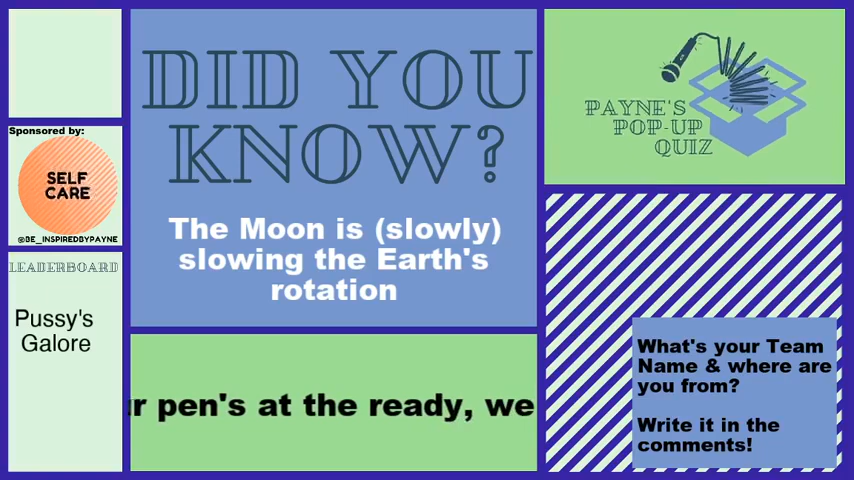 DID YOU
KNOW?
The Moon is (slowly)
slowing the Earth's
rotation
PAYNE'S
POP-UP
QUIZ
Sponsored by:
SELF
CARE
@BE_INSPIREDBYPAYNE
LEADERBOARD
Pussy's
Galore
r pen's at the ready, we
What's your Team
Name & where are
you from?
Write it in the
comments!